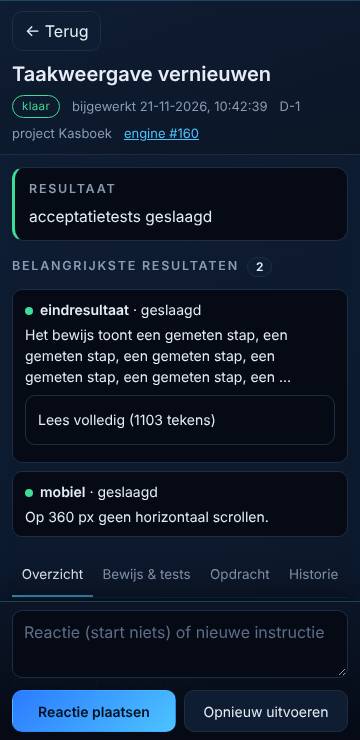 ← Terug
Taakweergave vernieuwen
klaar bijgewerkt 21-11-2026, 10:42:39 D-1
project Kasboek engine #160
RESULTAAT
acceptatietests geslaagd
BELANGRIJKSTE RESULTATEN 2
eindresultaat · geslaagd
Het bewijs toont een gemeten stap, een
gemeten stap, een gemeten stap, een
gemeten stap, een gemeten stap, een ...
Lees volledig (1103 tekens)
mobiel · geslaagd
Op 360 px geen horizontaal scrollen.
Overzicht Bewijs & tests Opdracht Historie
Reactie (start niets) of nieuwe instructie
Reactie plaatsen Opnieuw uitvoeren